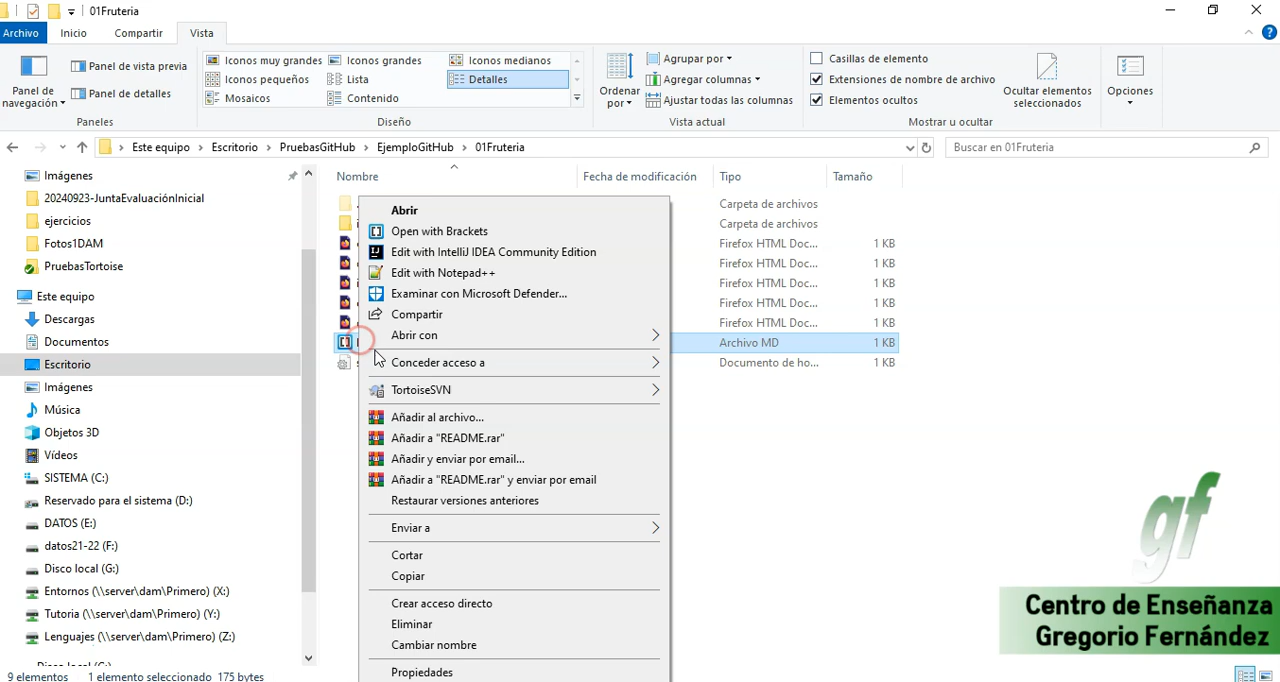 01Fruteria
Archivo Inicio Compartir Vista
Panel de navegación
Panel de vista previa
Panel de detalles
Paneles
Iconos muy grandes Iconos grandes Iconos medianos
Iconos pequeños Lista Detalles
Mosaicos Contenido
Diseño
Ordenar por
Agrupar por
Agregar columnas
Ajustar todas las columnas
Vista actual
Casillas de elemento
Extensiones de nombre de archivo
Elementos ocultos
Ocultar elementos seleccionados
Mostrar u ocultar
Opciones
Este equipo > Escritorio > PruebasGitHub > EjemploGitHub > 01Fruteria
Buscar en 01Fruteria
Imágenes
20240923-JuntaEvaluaciónInicial
ejercicios
Fotos1DAM
PruebasTortoise
Este equipo
Descargas
Documentos
Escritorio
Imágenes
Música
Objetos 3D
Vídeos
SISTEMA (C:)
Reservado para el sistema (D:)
DATOS (E:)
datos21-22 (F:)
Disco local (G:)
Entornos (\\server\dam\Primero) (X:)
Tutoria (\\server\dam\Primero) (Y:)
Lenguajes (\\server\dam\Primero) (Z:)
Disco local (G:)
Nombre Fecha de modificación Tipo Tamaño
Carpeta de archivos
Carpeta de archivos
Firefox HTML Doc... 1 KB
Firefox HTML Doc... 1 KB
Firefox HTML Doc... 1 KB
Firefox HTML Doc... 1 KB
Firefox HTML Doc... 1 KB
Archivo MD 1 KB
Documento de ho... 1 KB
Abrir
Open with Brackets
Edit with IntelliJ IDEA Community Edition
Edit with Notepad++
Examinar con Microsoft Defender...
Compartir
Abrir con
Conceder acceso a
TortoiseSVN
Añadir al archivo...
Añadir a "README.rar"
Añadir y enviar por email...
Añadir a "README.rar" y enviar por email
Restaurar versiones anteriores
Enviar a
Cortar
Copiar
Crear acceso directo
Eliminar
Cambiar nombre
Propiedades
gf
Centro de Enseñanza
Gregorio Fernández
9 elementos 1 elemento seleccionado 175 bytes